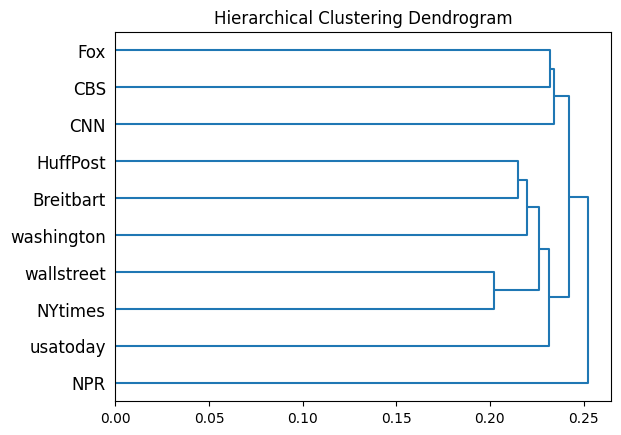 Hierarchical Clustering Dendrogram
Fox
CBS
CNN
HuffPost
Breitbart
washington
wallstreet
NYtimes
usatoday
NPR
0.00 0.05 0.10 0.15 0.20 0.25